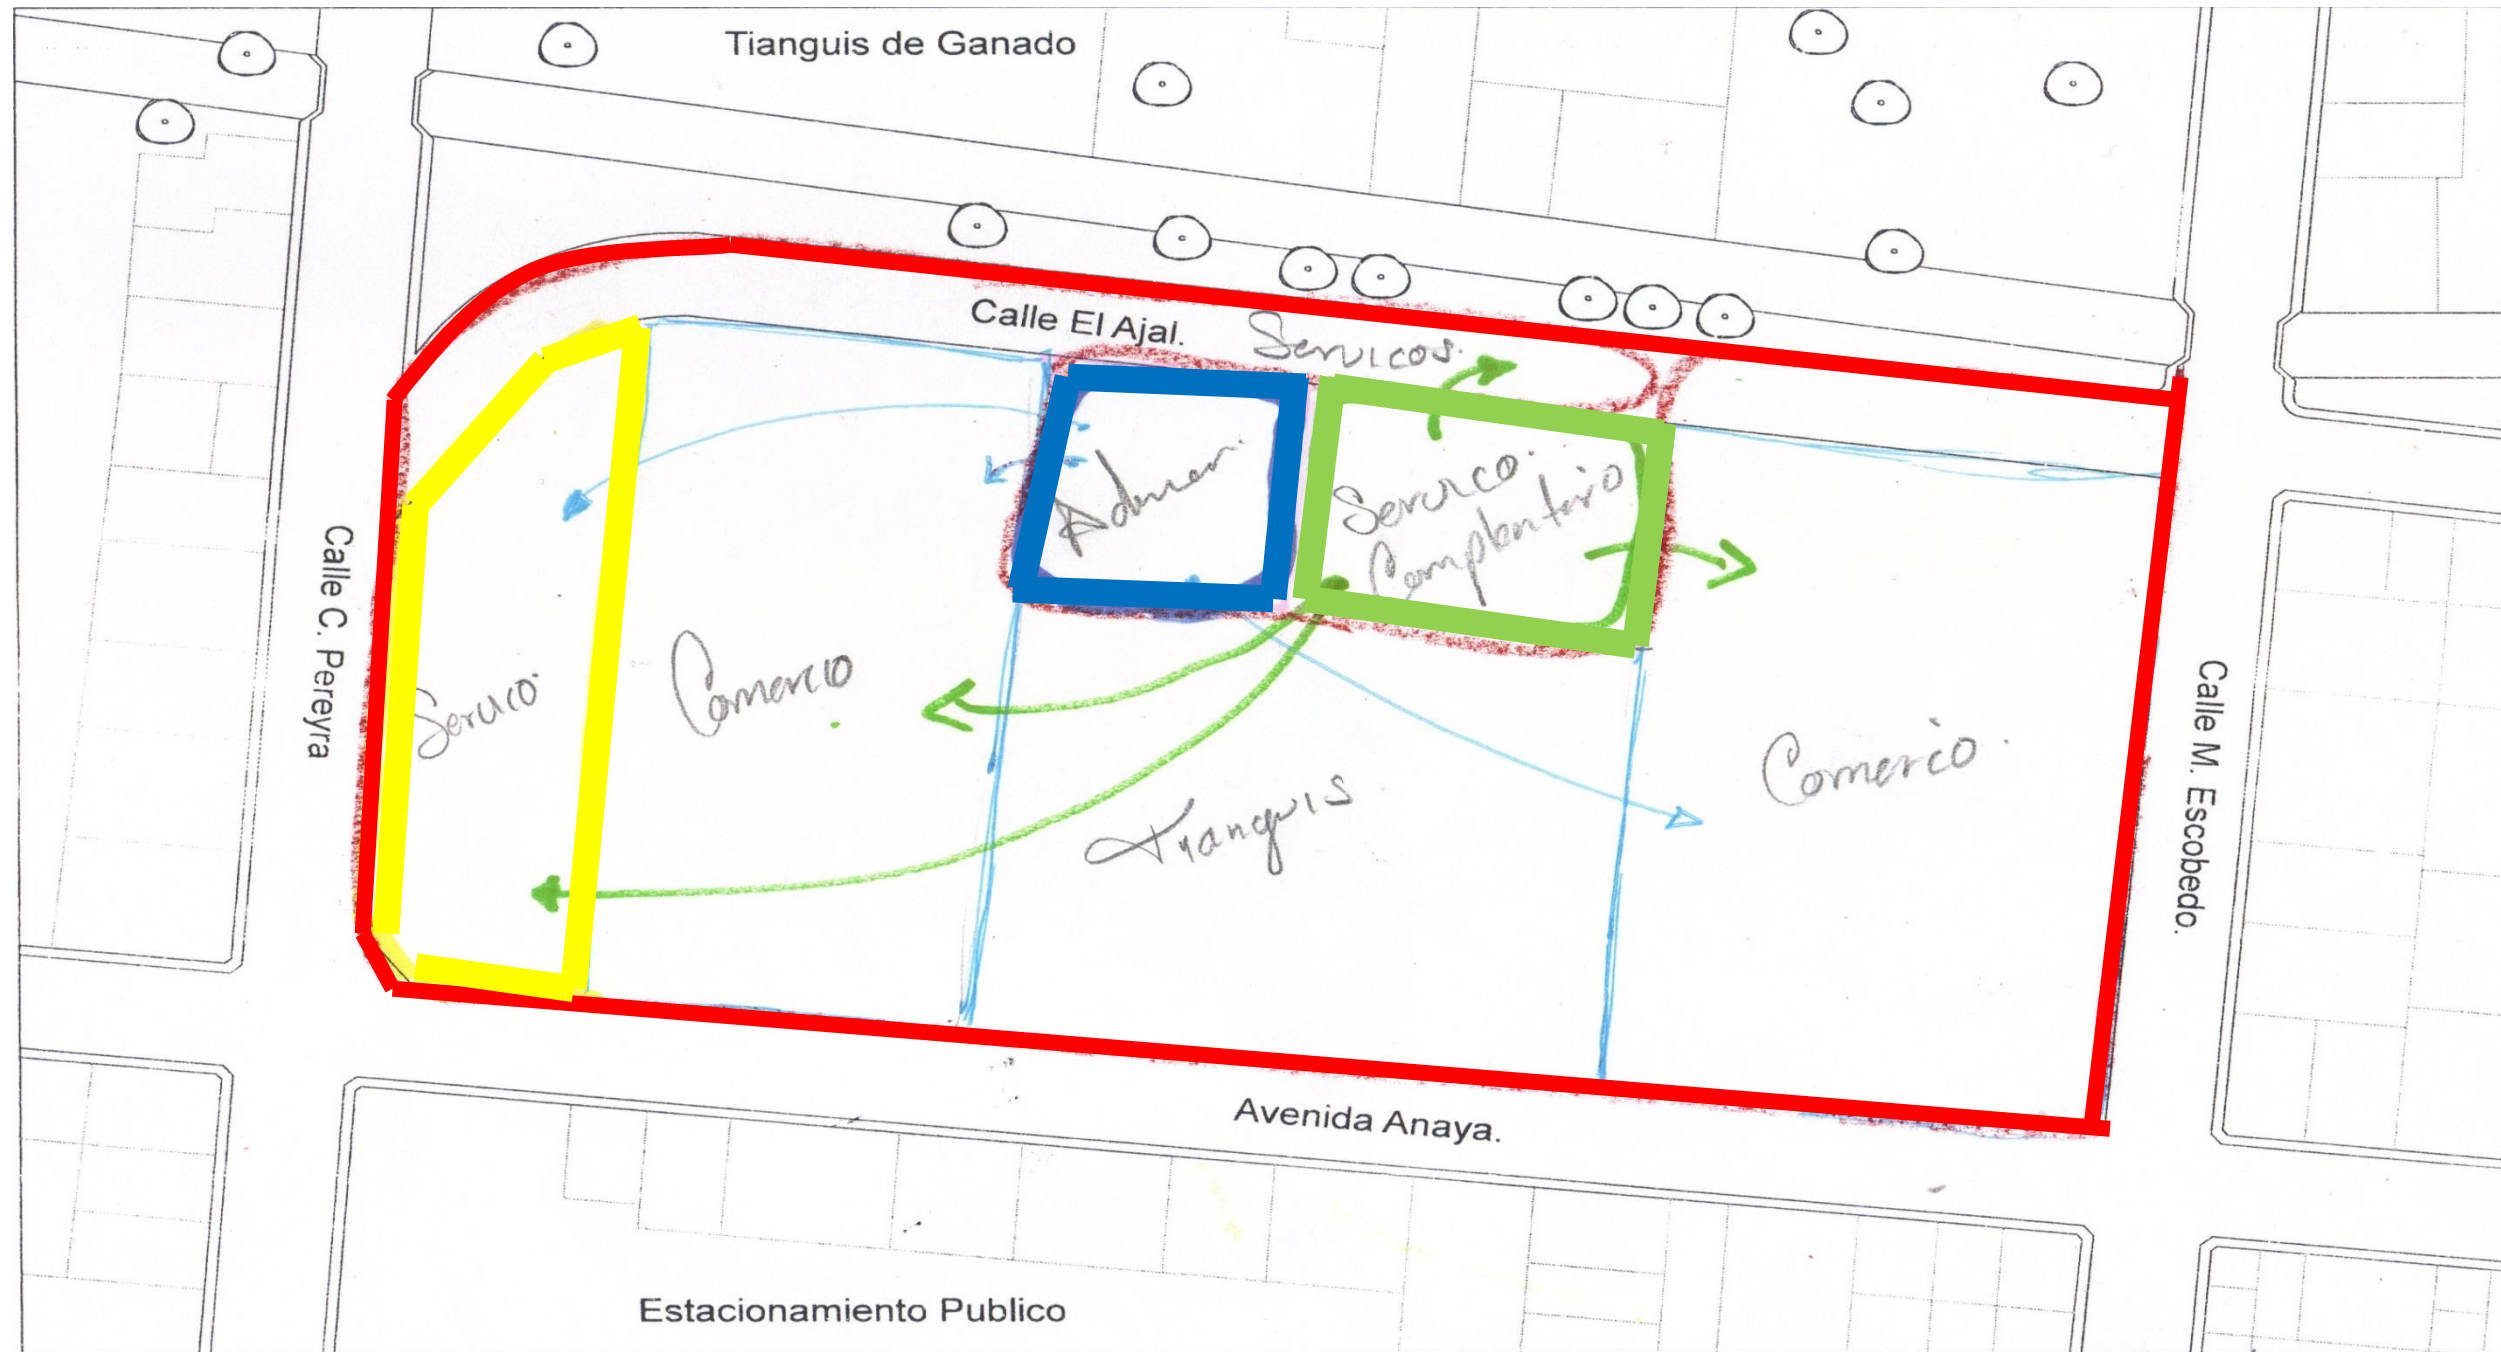 Tianguis de Ganado
Calle El Ajal.
Servicos.
Admon.
Servico.
Complentario
Calle C. Pereyra
Servico.
Comercio
Tianguis
Comercio.
Calle M. Escobedo.
Avenida Anaya.
Estacionamiento Publico